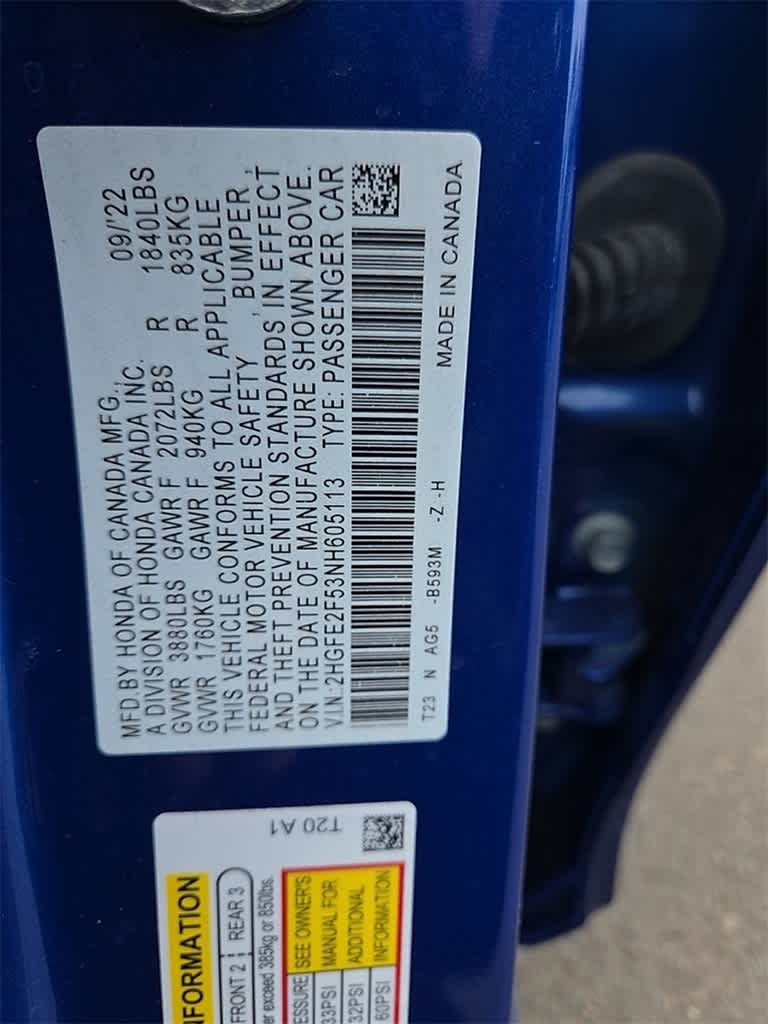 MFD.BY HONDA OF CANADA MFG., 09/'22
A DIVISION OF HONDA CANADA INC.
GVWR 3880LBS GAWR F 2072LBS R 1840LBS
GVWR 1760KG GAWR F 940KG R 835KG
THIS VEHICLE CONFORMS TO ALL APPLICABLE
FEDERAL MOTOR VEHICLE SAFETY , BUMPER ,
AND THEFT PREVENTION STANDARDS IN EFFECT
ON THE DATE OF MANUFACTURE SHOWN ABOVE.
V.I.N.:2HGFE2F53NH605113 TYPE: PASSENGER CAR
T23 N AG5 -B593M -Z -H MADE IN CANADA
T20 A1
FRONT 2 REAR 3
exceed 385kg or 850lbs.
SEE OWNER'S
MANUAL FOR
ADDITIONAL
INFORMATION
33PSI
32PSI
60PSI